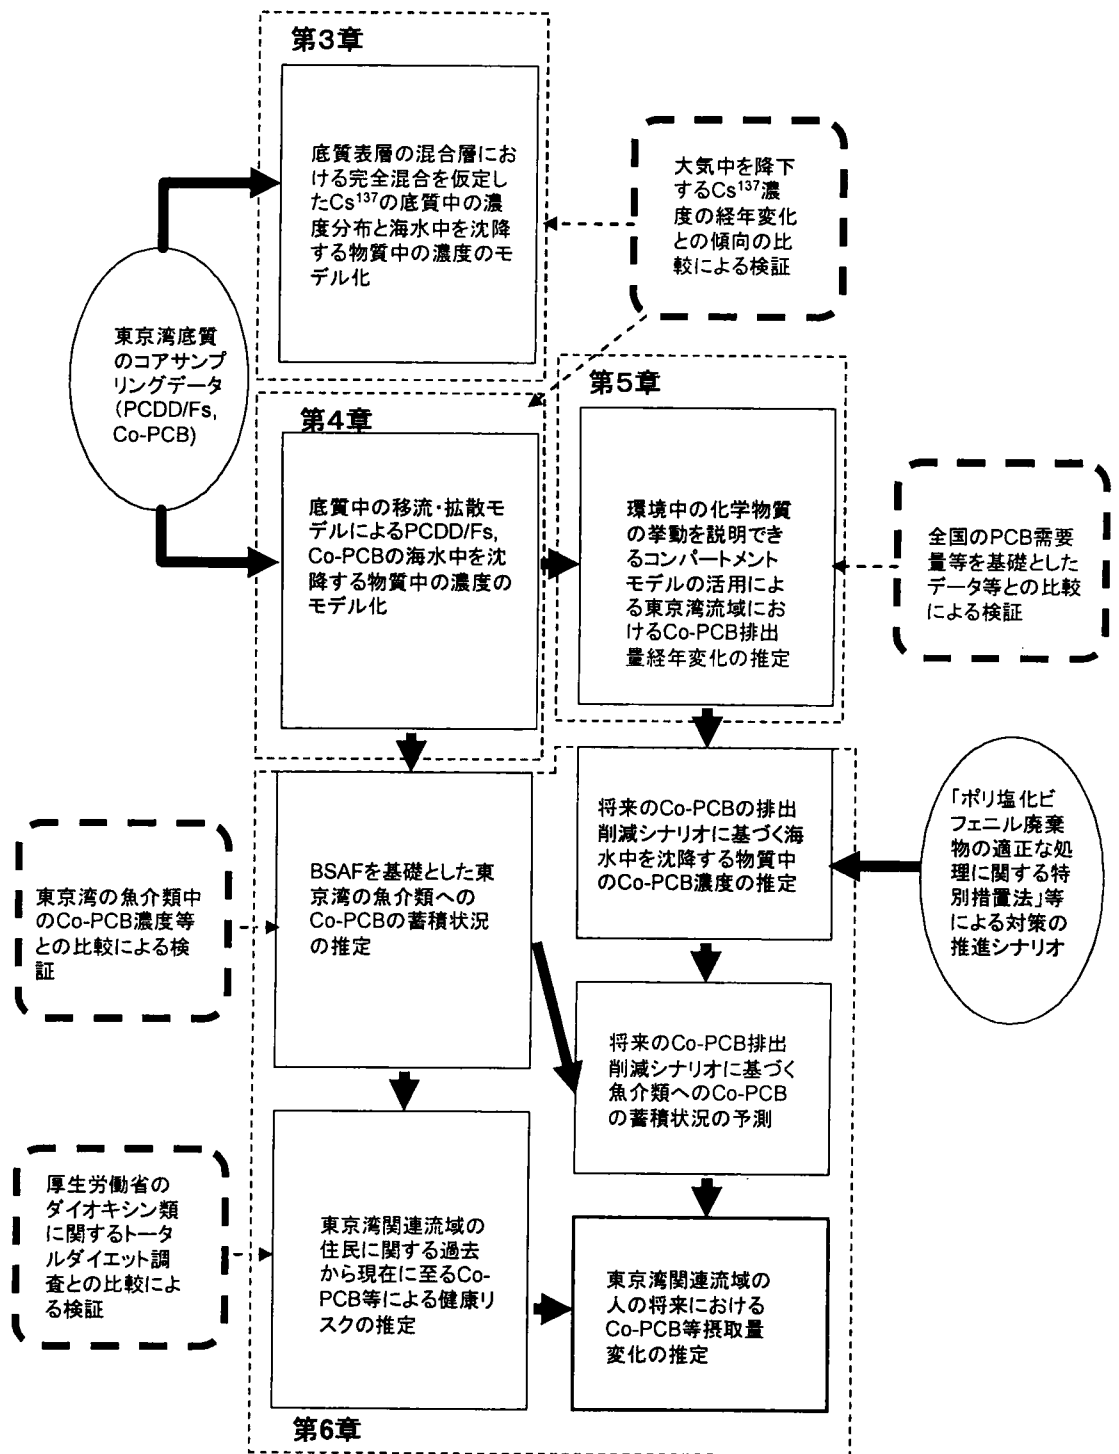 第3章
底質表層の混合層にお
ける完全混合を仮定し
たCs137の底質中の濃
度分布と海水中を沈降
する物質中の濃度のモ
デル化
大気中を降下
するCs137濃
度の経年変化
との傾向の比
較による検証
東京湾底質
のコアサンプ
リングデータ
(PCDD/Fs,
Co-PCB)
第4章
底質中の移流・拡散モ
デルによるPCDD/Fs,
Co-PCBの海水中を沈
降する物質中の濃度の
モデル化
第5章
環境中の化学物質
の挙動を説明でき
るコンパートメント
モデルの活用によ
る東京湾流域にお
けるCo-PCB排出
量経年変化の推定
全国のPCB需要
量等を基礎とした
データ等との比較
による検証
東京湾の魚介類中
のCo-PCB濃度等
との比較による検
証
BSAFを基礎とした東
京湾の魚介類への
Co-PCBの蓄積状況
の推定
将来のCo-PCBの排出
削減シナリオに基づく海
水中を沈降する物質中
のCo-PCB濃度の推定
「ポリ塩化ビ
フェニル廃棄
物の適正な処
理に関する特
別措置法」等
による対策の
推進シナリオ
将来のCo-PCB排出
削減シナリオに基づく
魚介類へのCo-PCB
の蓄積状況の予測
厚生労働省の
ダイオキシン類
に関するトータ
ルダイエット調
査との比較によ
る検証
東京湾関連流域の
住民に関する過去
から現在に至るCo-
PCB等による健康リ
スクの推定
東京湾関連流域の
人の将来における
Co-PCB等摂取量
変化の推定
第6章